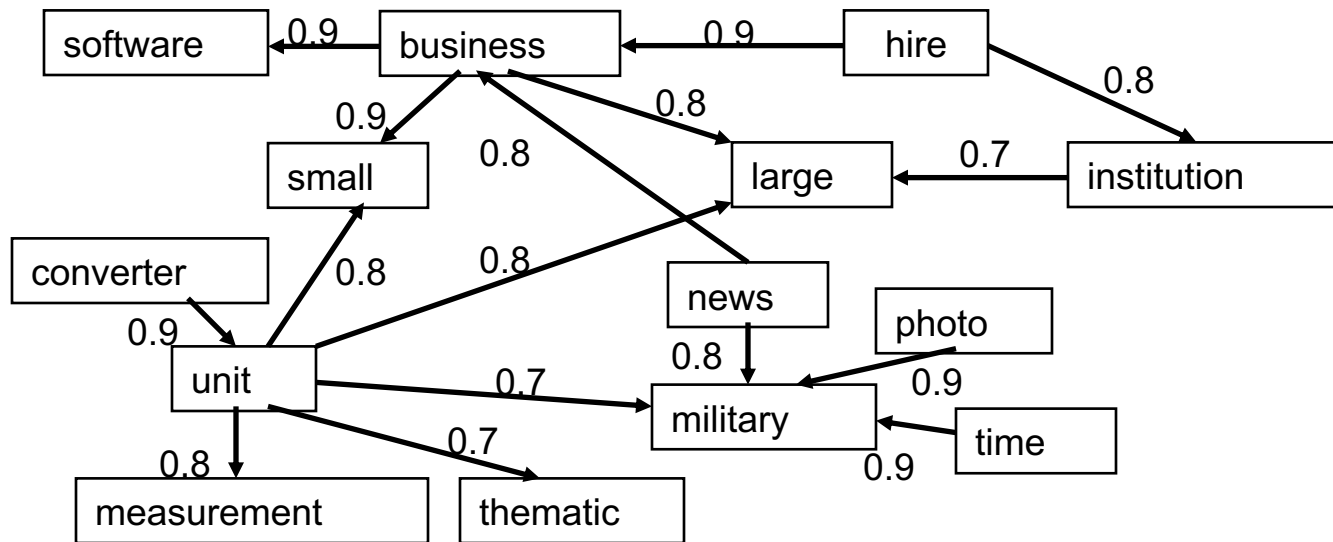 software
0.9
business
0.9
hire
0.8
0.9
0.8
0.8
small
large
0.7
institution
converter
0.8
0.8
news
photo
0.9
unit
0.7
0.8
0.9
military
time
0.7
0.8
0.9
measurement
thematic